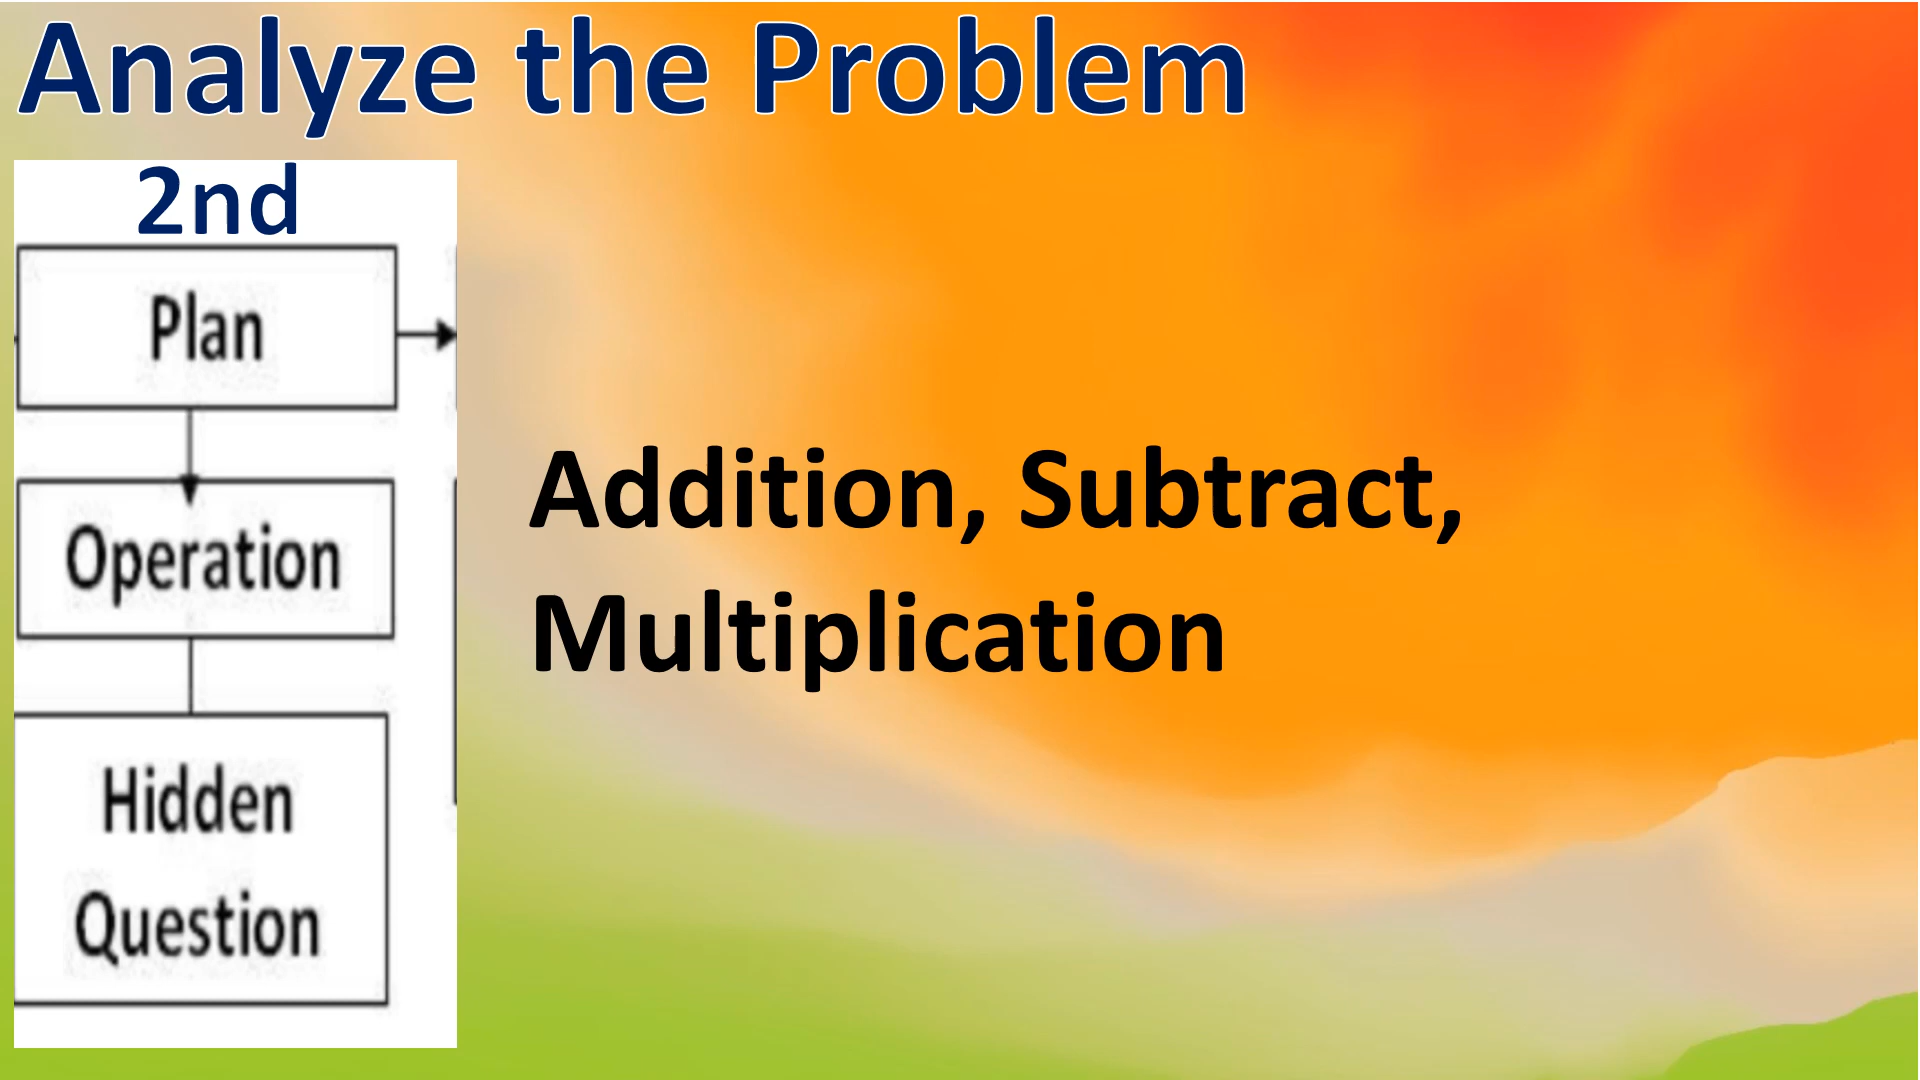 Analyze the Problem
2nd
Plan
Operation
Addition, Subtract,
Multiplication
Hidden
Question